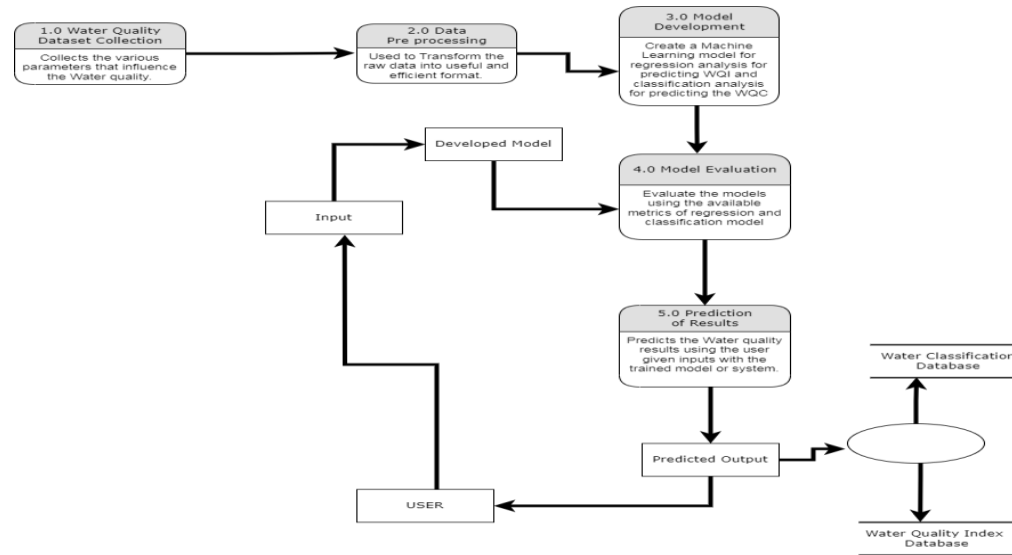 1.0 Water Quality
Dataset Collection
Collects the various
parameters that influence
the Water quality.
2.0 Data
Pre processing
Used to Transform the
raw data into useful and
efficient format.
3.0 Model
Development
Create a Machine
Learning model for
regression analysis for
predicting WQI and
classification analysis
for predicting the WQC
Developed Model
4.0 Model Evaluation
Evaluate the models
using the available
metrics of regression and
classification model
Input
5.0 Prediction
of Results
Predicts the Water quality
results using the user
given inputs with the
trained model or system.
Water Classification
Database
Predicted Output
USER
Water Quality Index
Database